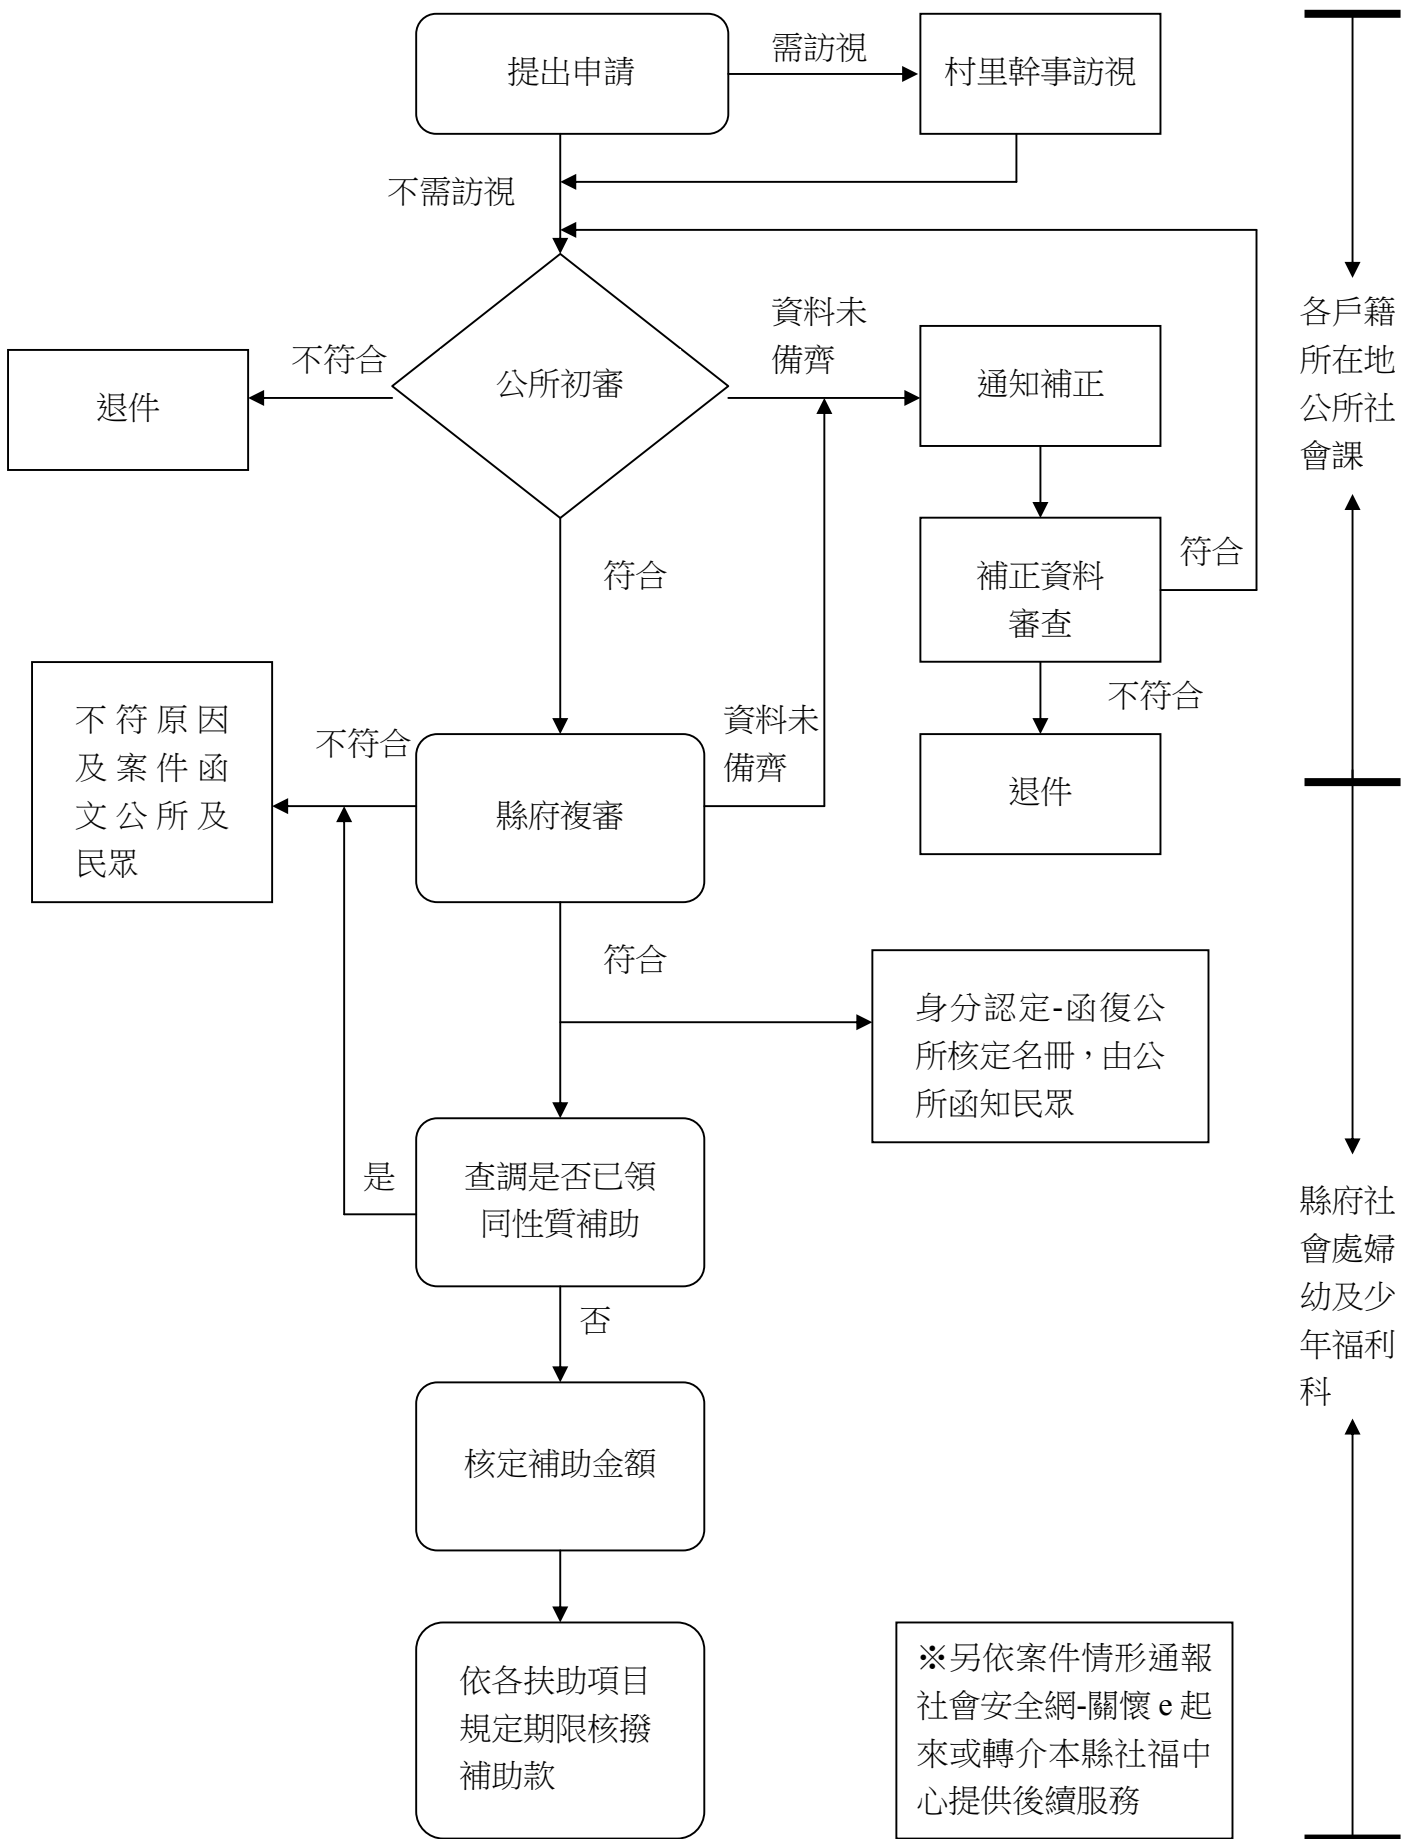 提出申請
需訪視
村里幹事訪視
不需訪視
公所初審
不符合
退件
資料未
備齊
通知補正
補正資料
審查
符合
不符合
退件
符合
縣府複審
不符合
不符原因
及案件函
文公所及
民眾
資料未
備齊
符合
身分認定-函復公
所核定名冊，由公
所函知民眾
查調是否已領
同性質補助
是
否
核定補助金額
依各扶助項目
規定期限核撥
補助款
※另依案件情形通報
社會安全網-關懷 e 起
來或轉介本縣社福中
心提供後續服務
各戶籍
所在地
公所社
會課
縣府社
會處婦
幼及少
年福利
科